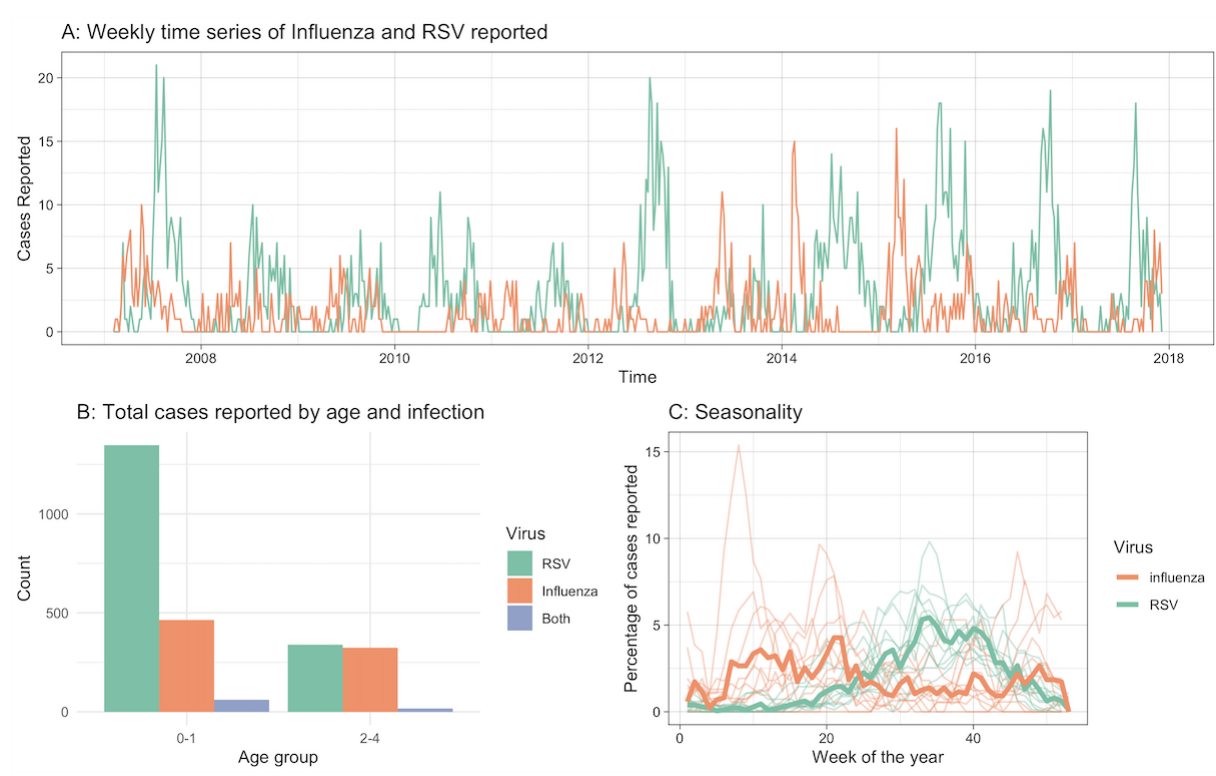 A: Weekly time series of Influenza and RSV reported
Cases Reported
20
15
10
5
0
2008 2010 2012 2014 2016 2018
Time
B: Total cases reported by age and infection
Count
1000
500
0
0-1 2-4
Age group
Virus
RSV
Influenza
Both
C: Seasonality
Percentage of cases reported
15
10
5
0
0 20 40
Week of the year
Virus
influenza
RSV